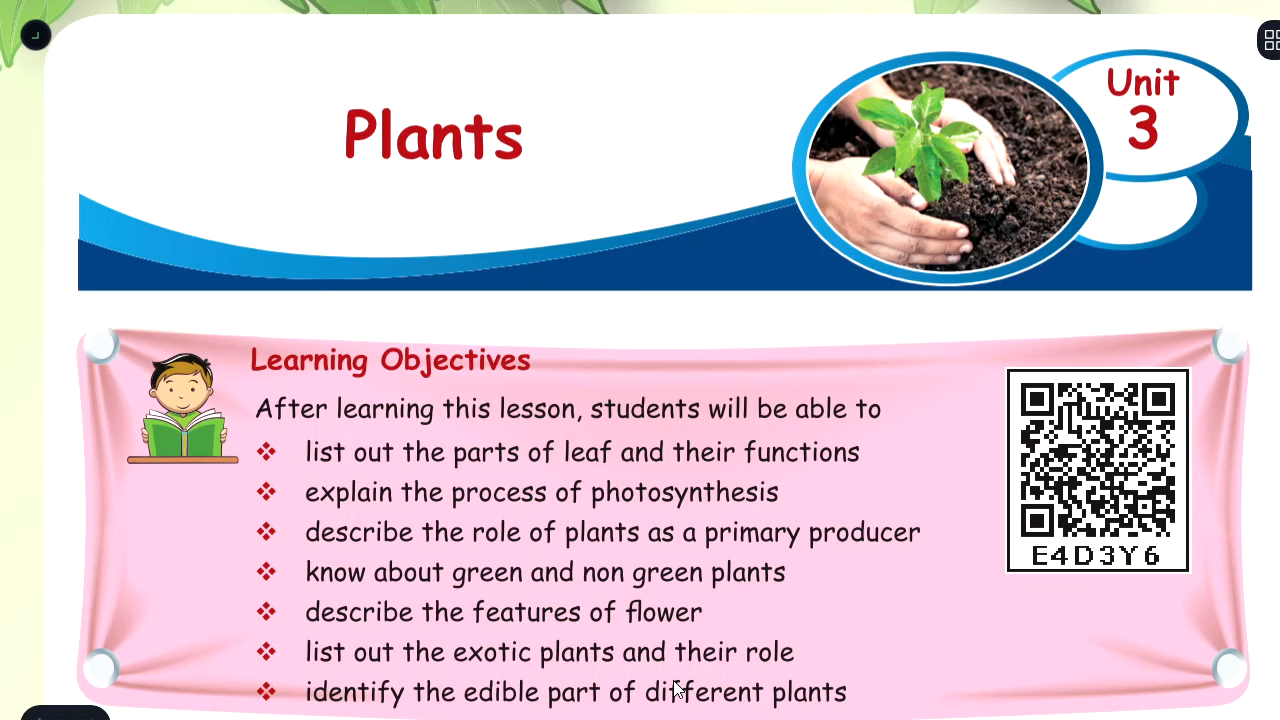 Plants
Unit
3
Learning Objectives
After learning this lesson, students will be able to
❖ list out the parts of leaf and their functions
❖ explain the process of photosynthesis
❖ describe the role of plants as a primary producer
❖ know about green and non green plants
❖ describe the features of flower
❖ list out the exotic plants and their role
❖ identify the edible part of different plants
E4D3Y6